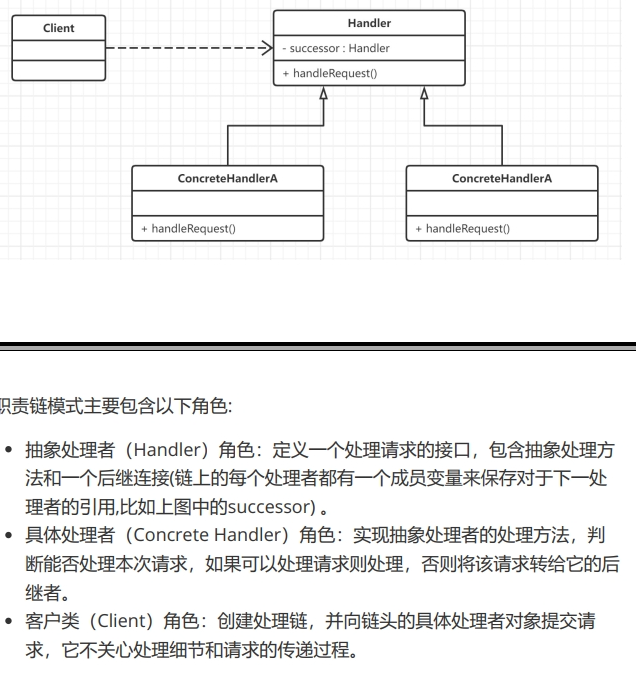 Client
Handler
- successor : Handler
+ handleRequest()
ConcreteHandlerA
ConcreteHandlerA
+ handleRequest()
+ handleRequest()
职责链模式主要包含以下角色:
抽象处理者（Handler）角色：定义一个处理请求的接口，包含抽象处理方
法和一个后继连接(链上的每个处理者都有一个成员变量来保存对于下一处
理者的引用,比如上图中的successor) 。
具体处理者（Concrete Handler）角色：实现抽象处理者的处理方法，判
断能否处理本次请求，如果可以处理请求则处理，否则将该请求转给它的后
继者。
客户类（Client）角色：创建处理链，并向链头的具体处理者对象提交请
求，它不关心处理细节和请求的传递过程。